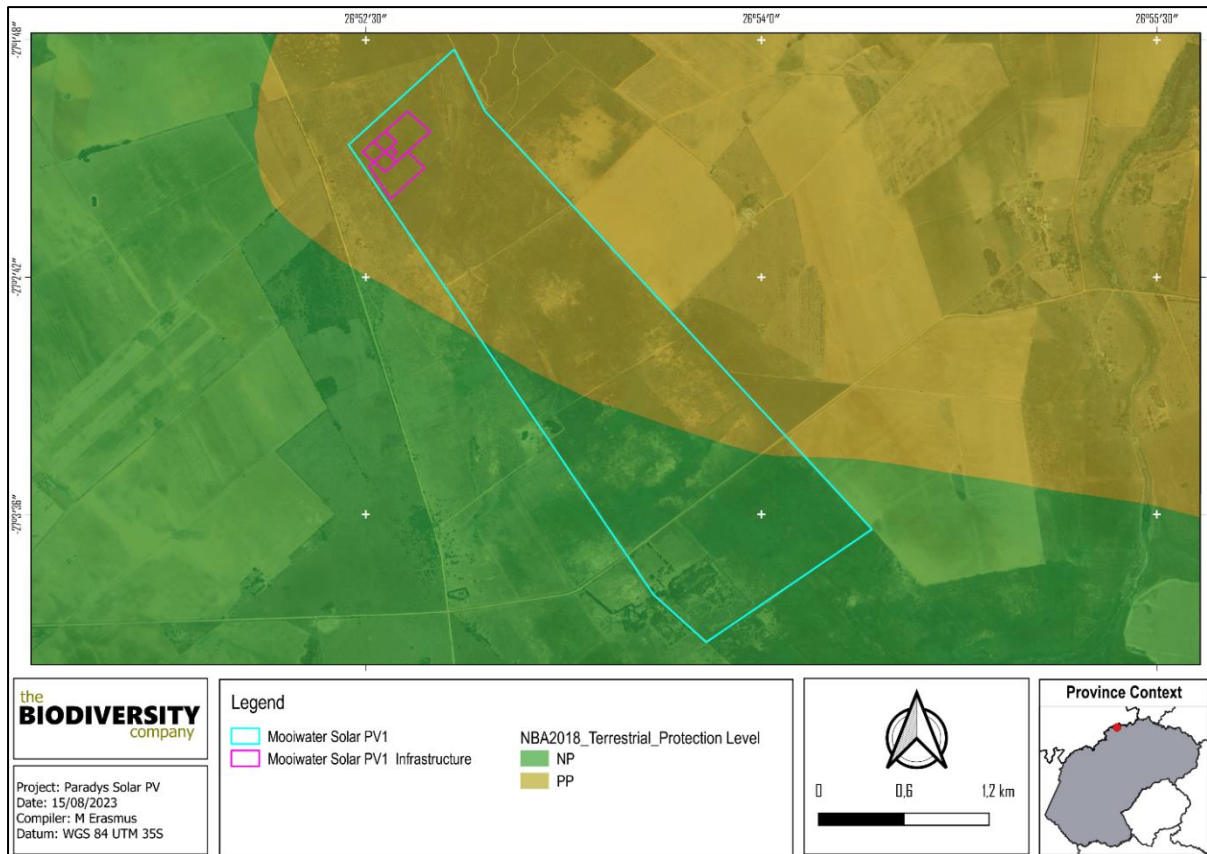 26°52′30″ 26°54′0″ 26°55′30″
-27°1′48″
-27°2′42″
-27°3′36″
the
BIODIVERSITY
company
Project: Paradys Solar PV
Date: 15/08/2023
Compiler: M Erasmus
Datum: WGS 84 UTM 35S
Legend
Mooiwater Solar PV1
Mooiwater Solar PV1 Infrastructure
NBA2018_Terrestrial_Protection Level
NP
PP
0 0,6 1,2 km
Province Context